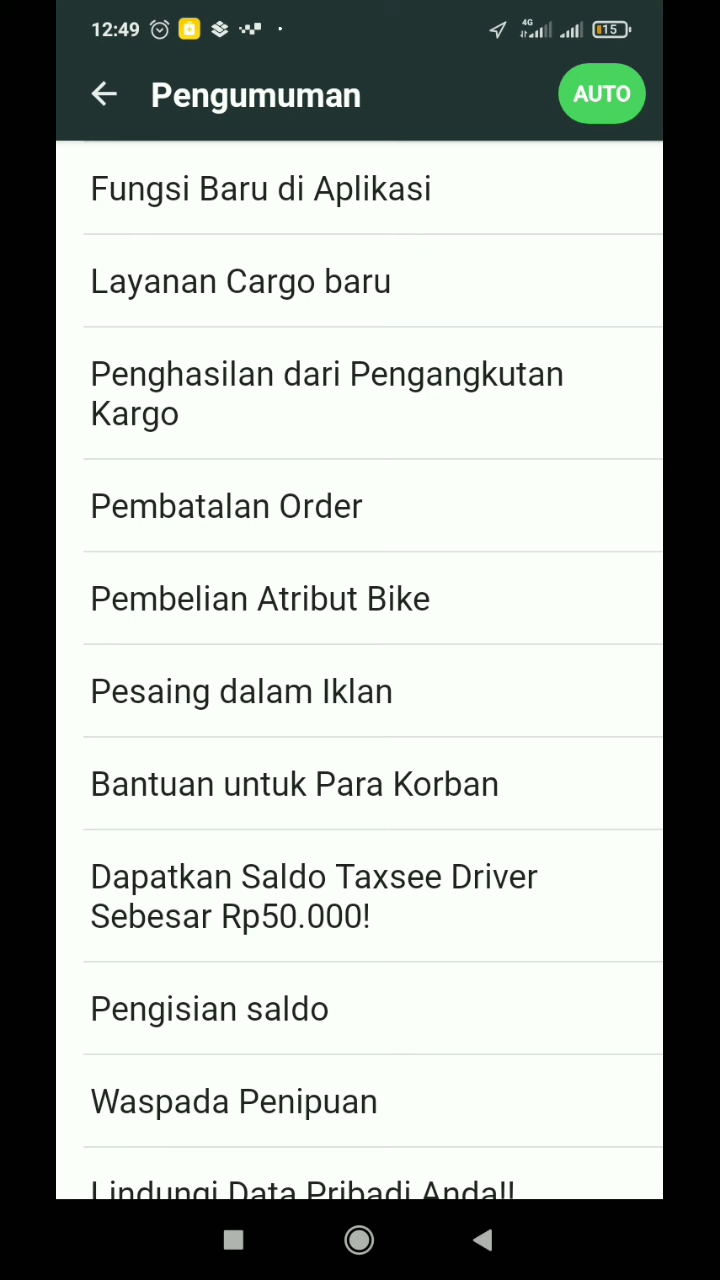 12:49
4G
15
Pengumuman
AUTO
Fungsi Baru di Aplikasi
Layanan Cargo baru
Penghasilan dari Pengangkutan
Kargo
Pembatalan Order
Pembelian Atribut Bike
Pesaing dalam Iklan
Bantuan untuk Para Korban
Dapatkan Saldo Taxsee Driver
Sebesar Rp50.000!
Pengisian saldo
Waspada Penipuan
Lindungi Data Pribadi Anda!!